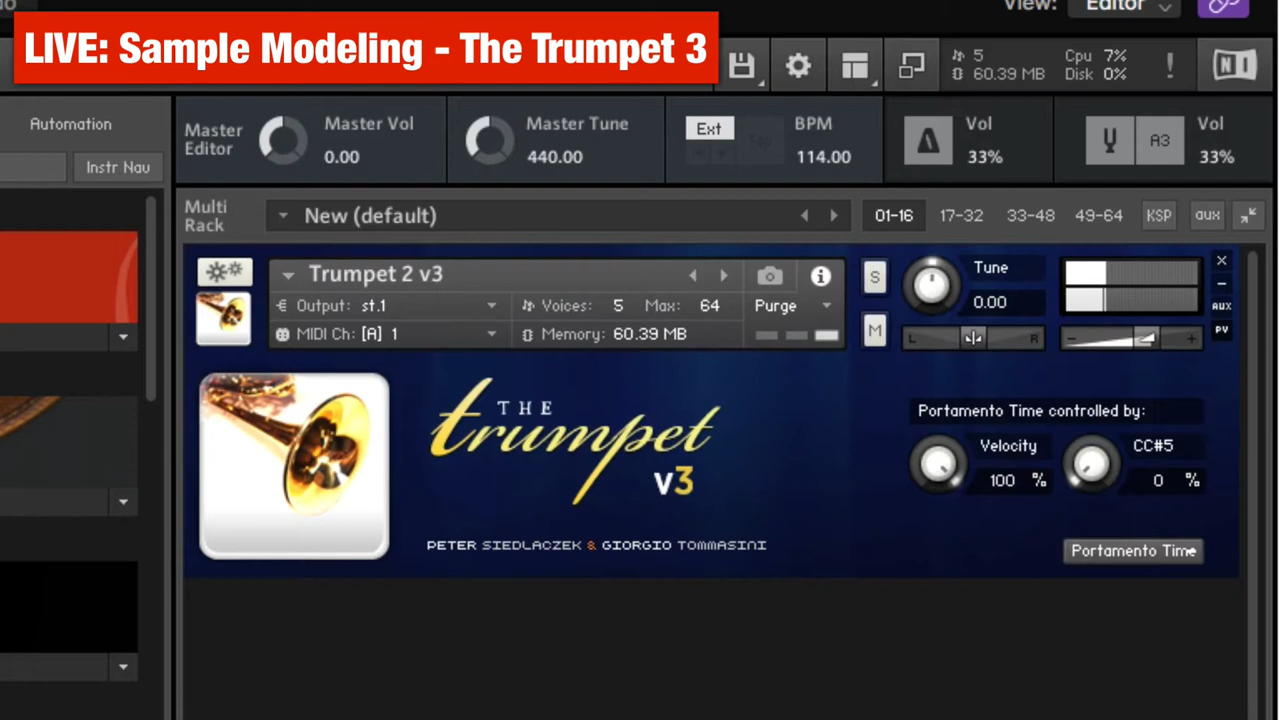 View: Editor
LIVE: Sample Modeling - The Trumpet 3
5
60.39 MB
Cpu 7%
Disk 0%
!
Automation
Instr Nau
Master Editor
Master Vol
0.00
Master Tune
440.00
Ext
Tap
BPM
114.00
Vol
33%
A3
Vol
33%
Multi Rack
New (default)
01-16 17-32 33-48 49-64 KSP aux
Trumpet 2 v3
Output: st.1
Voices: 5 Max: 64
Purge
MIDI Ch: [A] 1
Memory: 60.39 MB
S
M
Tune
0.00
L R
- +
x
-
AUX
PV
THE
trumpet
v3
PETER SIEDLACZEK & GIORGIO TOMMASINI
Portamento Time controlled by:
Velocity
100 %
CC#5
0 %
Portamento Time